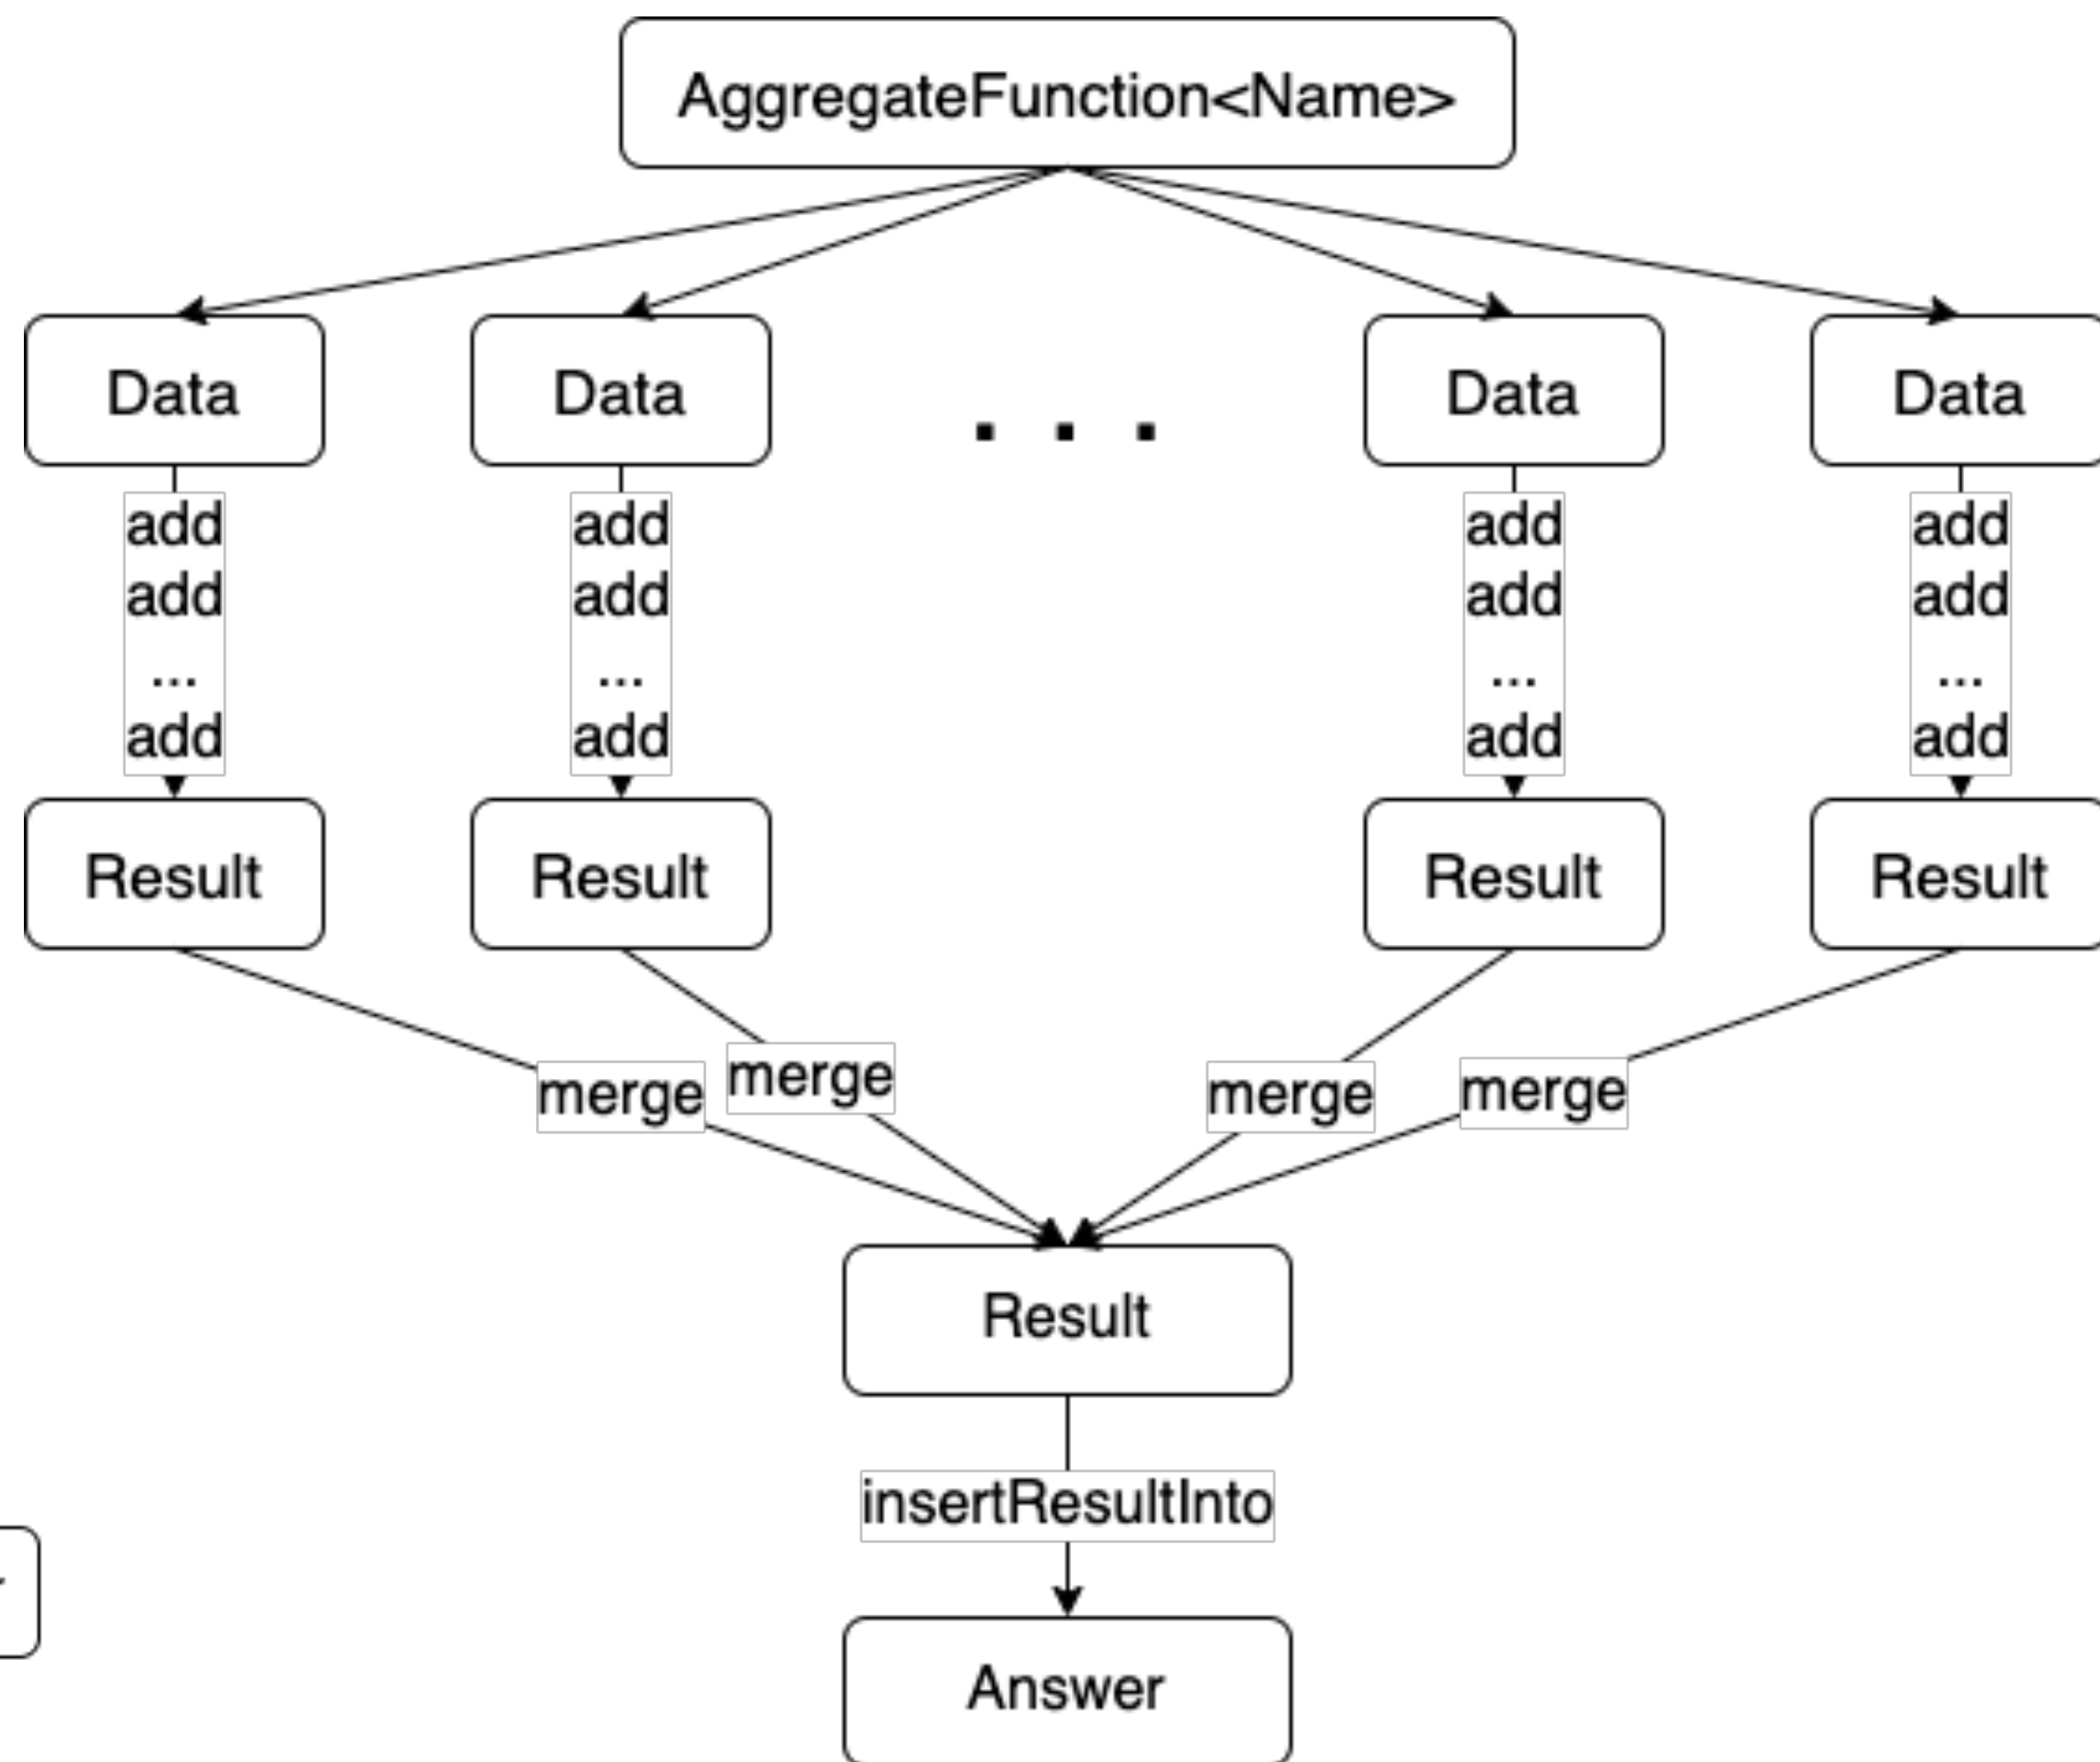 AggregateFunction<Name>
Data
Data
. . .
Data
Data
add
add
...
add
add
add
...
add
add
add
...
add
add
add
...
add
Result
Result
Result
Result
merge
merge
merge
merge
Result
insertResultInto
Answer